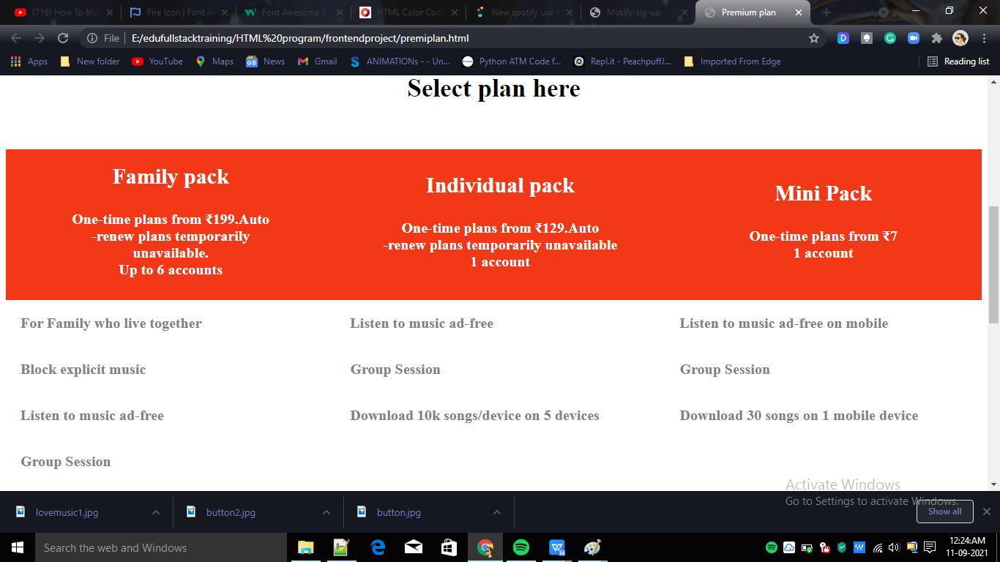 (716) How To Ma
Fire Icon | Font A
Font Awesome 5
HTML Color Cod
New spotify use
Musify-sig-up
Premium plan
File
E:/edufullstacktraining/HTML%20program/frontendproject/premiplan.html
Apps
New folder
YouTube
Maps
News
Gmail
ANIMATIONs - - Un...
Python ATM Code f...
Repl.it - PeachpuffJ...
Imported From Edge
Reading list
Select plan here
Family pack
One-time plans from ₹199.Auto
-renew plans temporarily
unavailable.
Up to 6 accounts
Individual pack
One-time plans from ₹129.Auto
-renew plans temporarily unavailable
1 account
Mini Pack
One-time plans from ₹7
1 account
For Family who live together
Listen to music ad-free
Listen to music ad-free on mobile
Block explicit music
Group Session
Group Session
Listen to music ad-free
Download 10k songs/device on 5 devices
Download 30 songs on 1 mobile device
Group Session
Activate Windows
Go to Settings to activate Windows.
lovemusic1.jpg
button2.jpg
button.jpg
Show all
Search the web and Windows
12:24:AM
11-09-2021